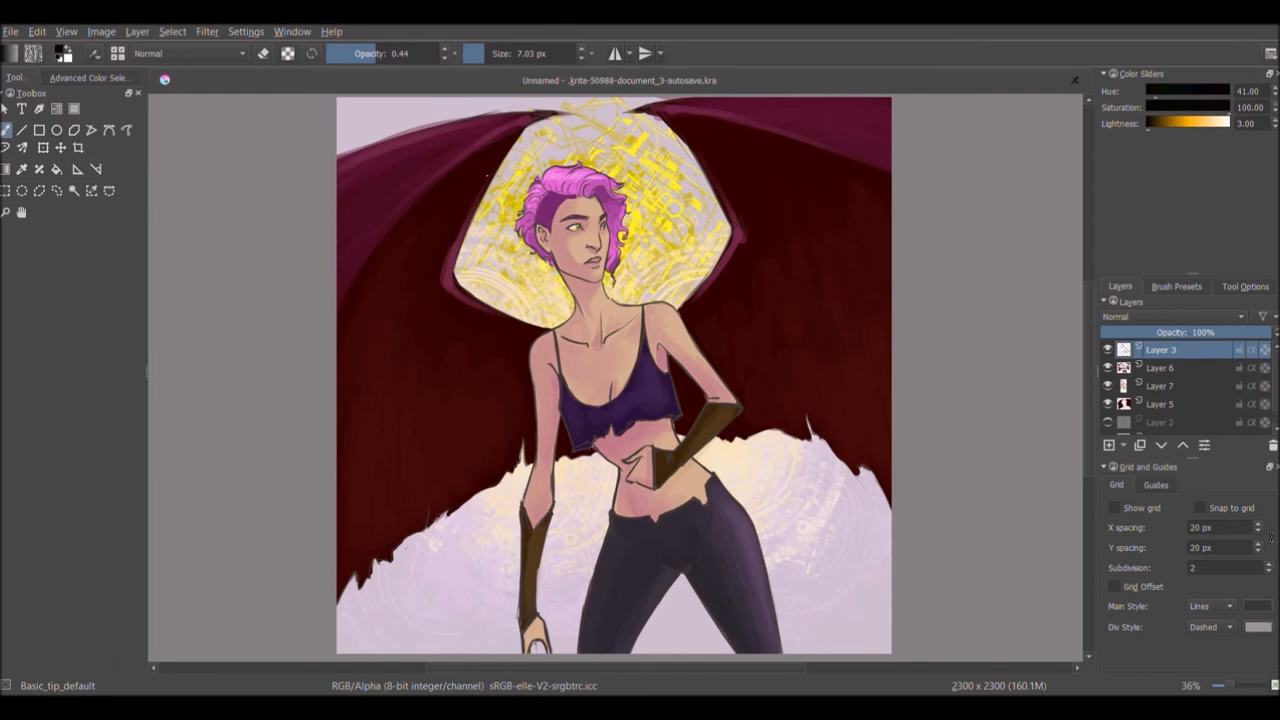 File Edit View Image Layer Select Filter Settings Window Help
Normal Opacity: 0.44 Size: 7.03 px
Tool... Advanced Color Sele...
Unnamed - .krita-50988-document_3-autosave.kra
Toolbox
Color Sliders
Hue: 41.00
Saturation: 100.00
Lightness: 3.00
Layers Brush Presets Tool Options
Layers
Normal
Opacity: 100%
Layer 3
Layer 6
Layer 7
Layer 5
Layer 2
Grid and Guides
Grid Guides
Show grid Snap to grid
X spacing: 20 px
Y spacing: 20 px
Subdivision: 2
Grid Offset
Main Style: Lines
Div Style: Dashed
Basic_tip_default RGB/Alpha (8-bit integer/channel) sRGB-elle-V2-srgbtrc.icc 2300 x 2300 (160.1M) 36%